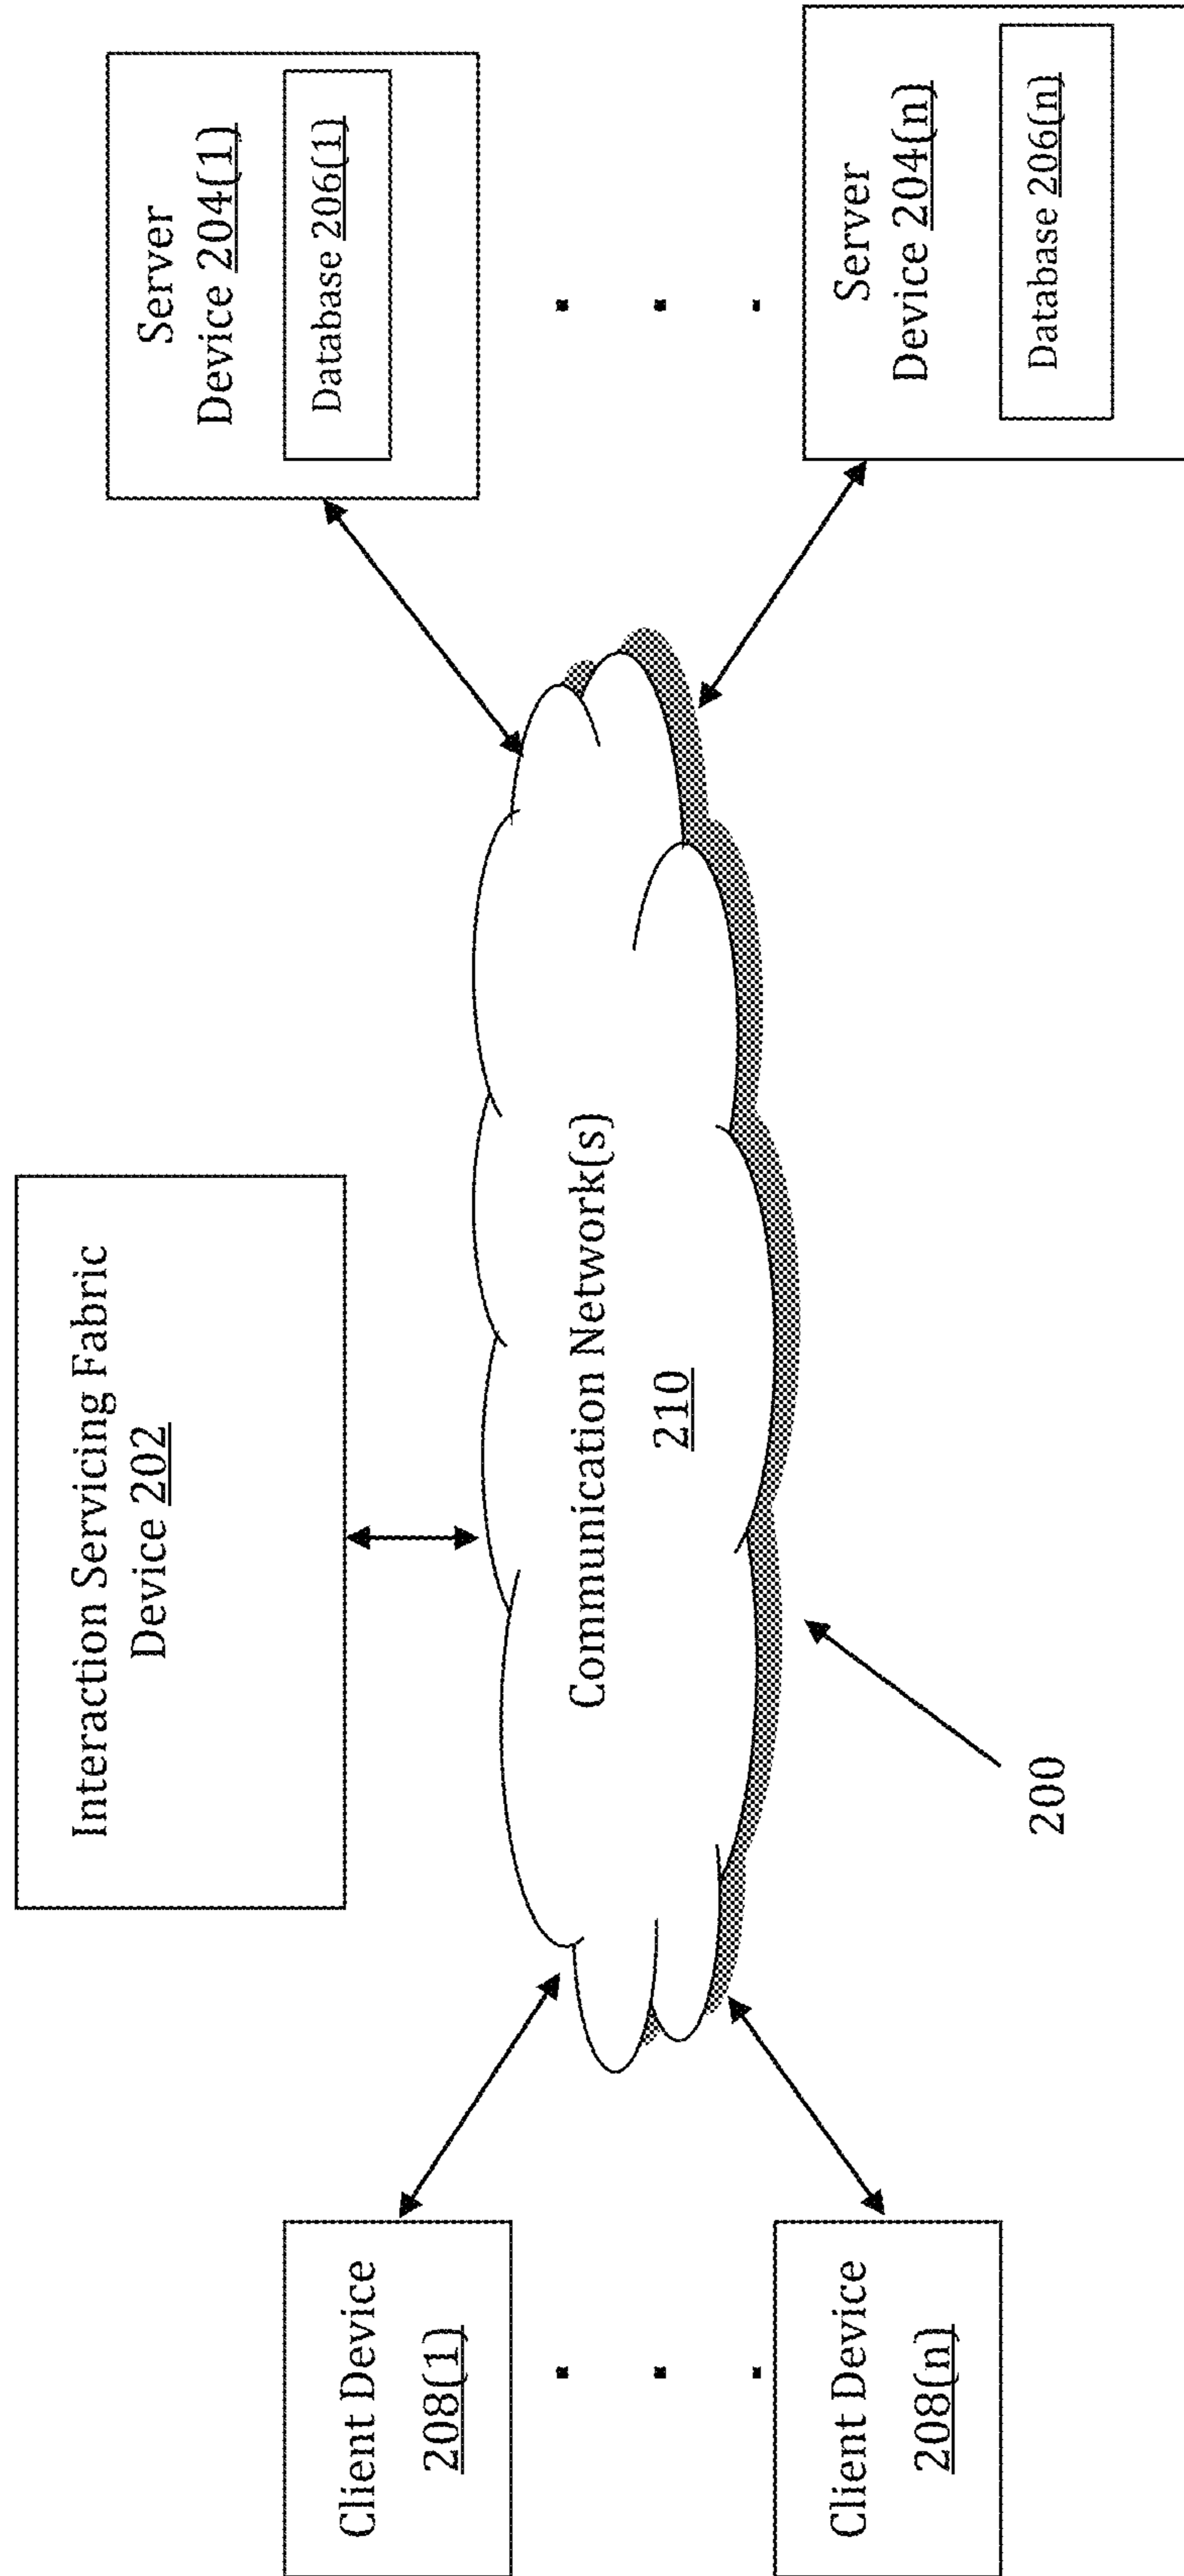 Interaction Servicing Fabric
Device 202
Server
Device 204(1)
Database 206(1)
Communication Network(s)
210
Client Device
208(1)
Client Device
208(n)
Server
Device 204(n)
Database 206(n)
200